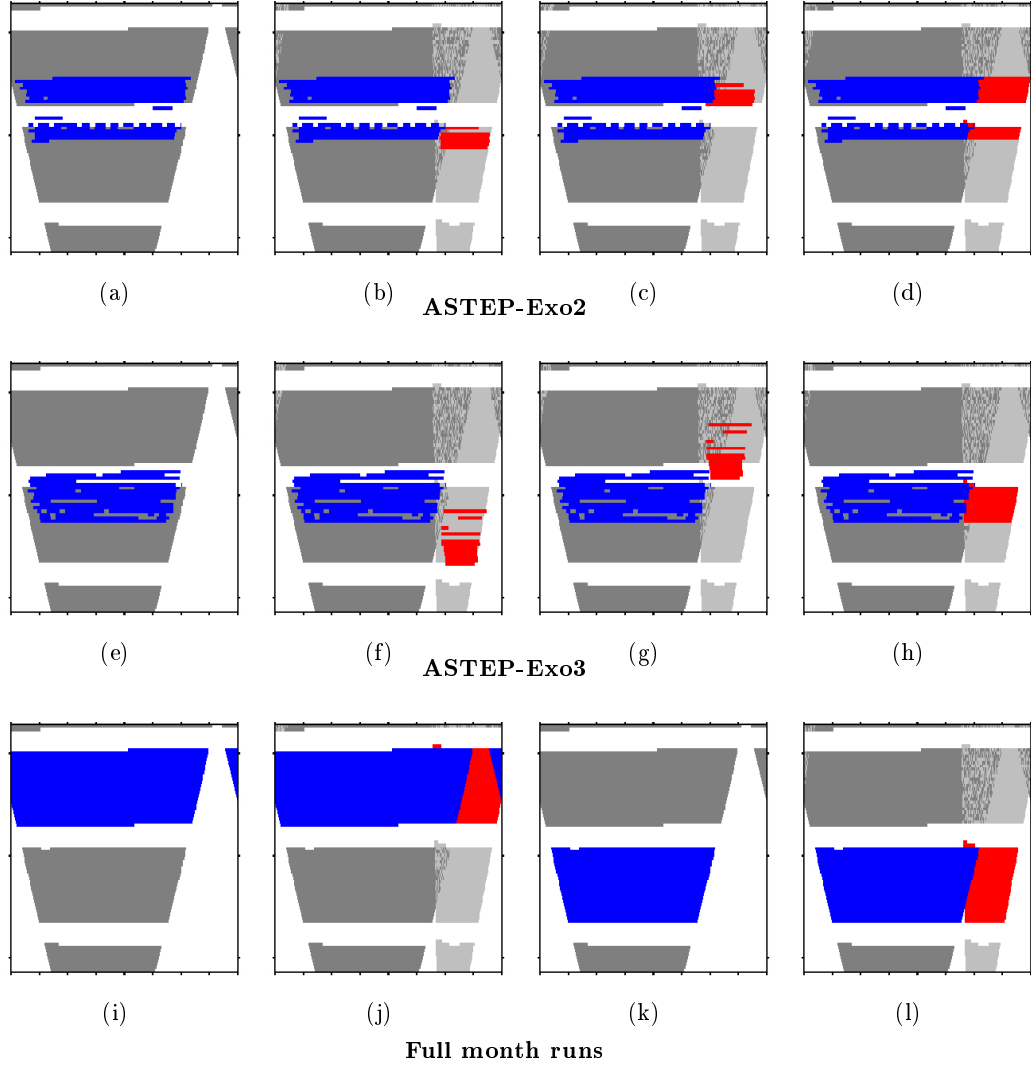 (a) (b) (c) (d)
ASTEP-Exo2
(e) (f) (g) (h)
ASTEP-Exo3
(i) (j) (k) (l)
Full month runs